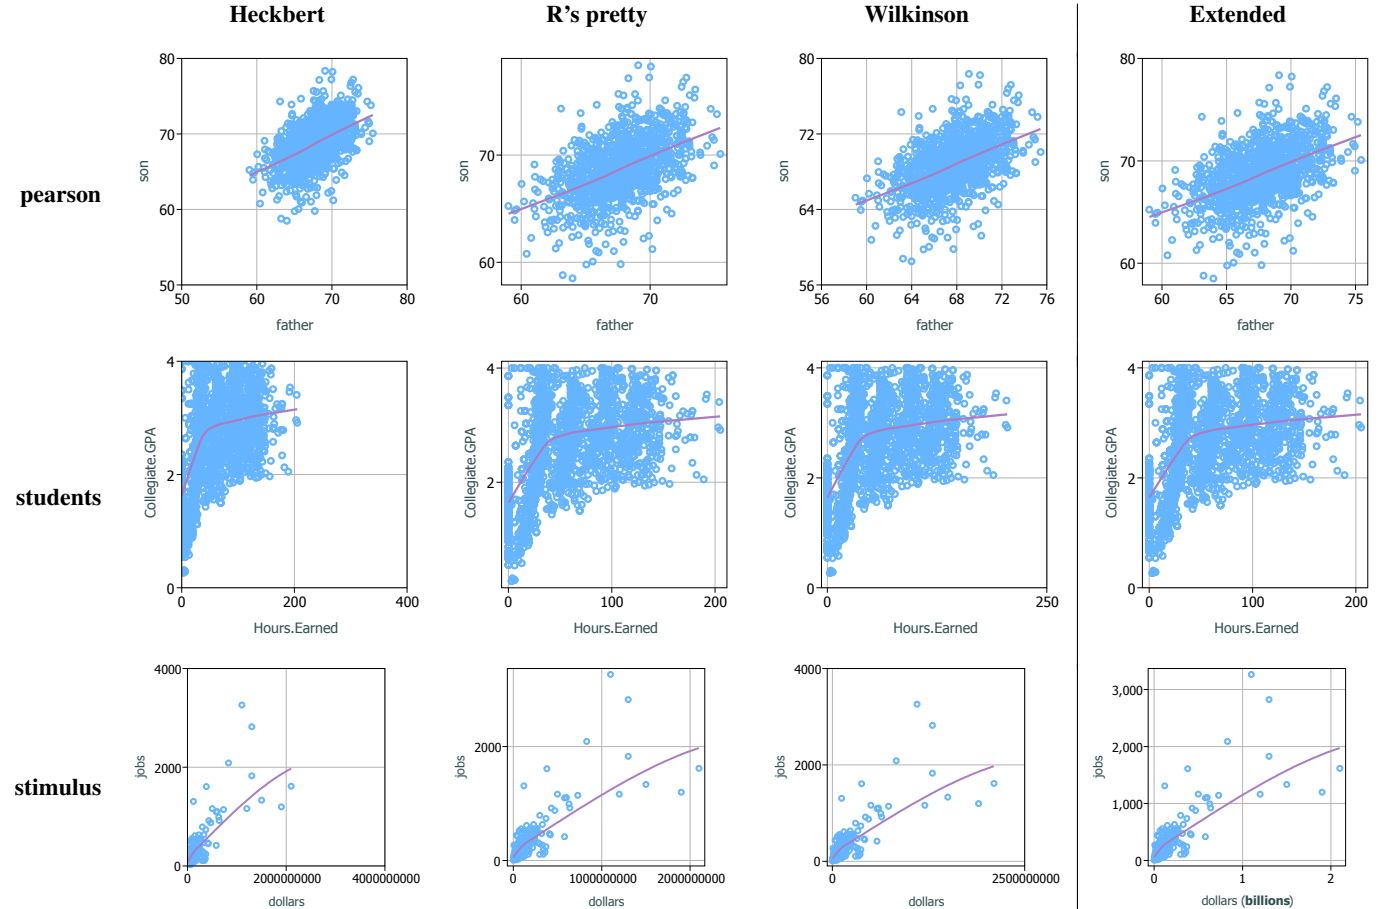 Heckbert R's pretty Wilkinson Extended
pearson
80
70
60
50
50 60 70 80
son
father
70
60
60 70
son
father
80
72
64
56
56 60 64 68 72 76
son
father
80
75
70
65
60
60 65 70 75
son
father
students
4
2
0
0 200 400
Collegiate.GPA
Hours.Earned
4
2
0 100 200
Collegiate.GPA
Hours.Earned
4
2
0
0 250
Collegiate.GPA
Hours.Earned
4
2
0
0 100 200
Collegiate.GPA
Hours.Earned
stimulus
4000
2000
0
0 2000000000 4000000000
jobs
dollars
2000
0
0 1000000000 2000000000
jobs
dollars
4000
2000
0
0 2500000000
jobs
dollars
3,000
2,000
1,000
0
0 1 2
jobs
dollars (billions)